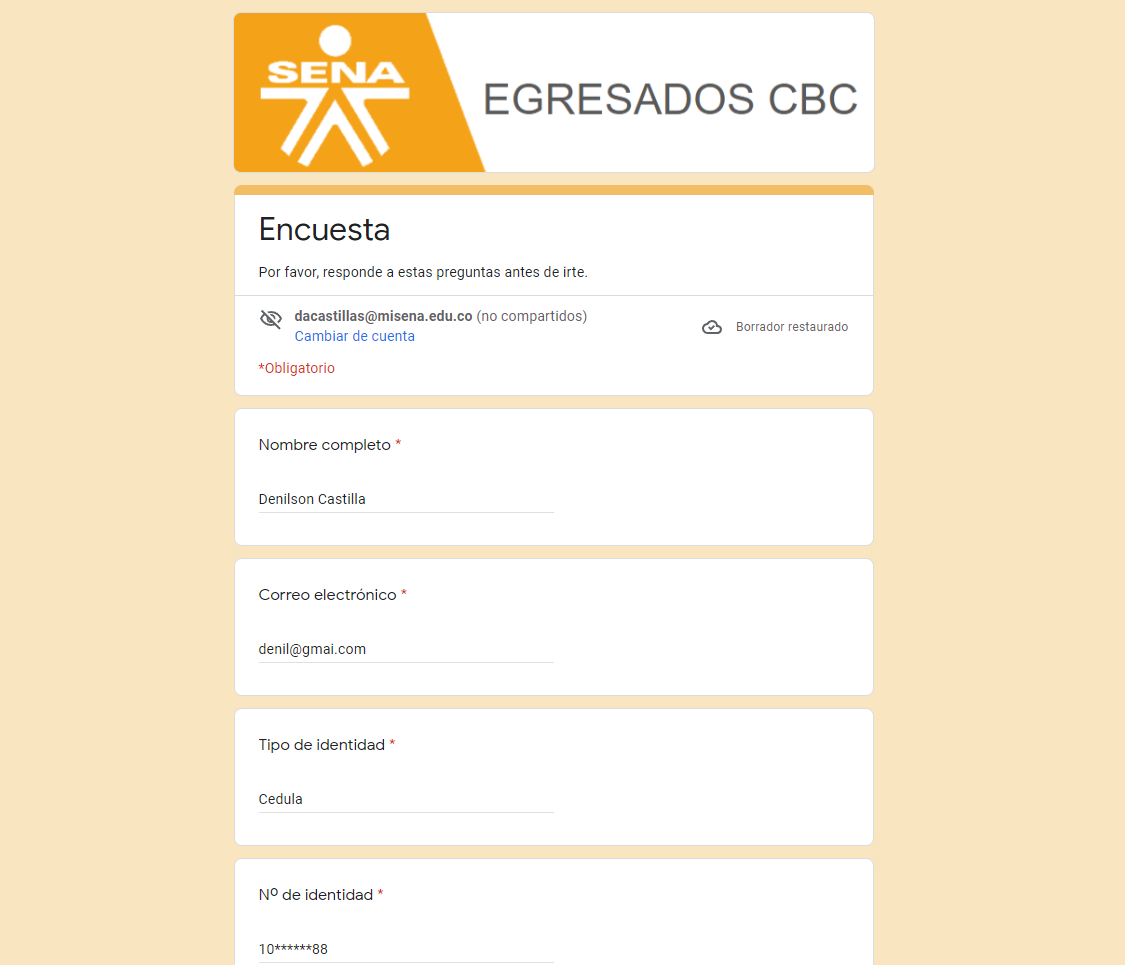 SENA
EGRESADOS CBC
Encuesta
Por favor, responde a estas preguntas antes de irte.
dacastillas@misena.edu.co (no compartidos)
Cambiar de cuenta
Borrador restaurado
*Obligatorio
Nombre completo *
Denilson Castilla
Correo electrónico *
denil@gmai.com
Tipo de identidad *
Cedula
Nº de identidad *
10******88